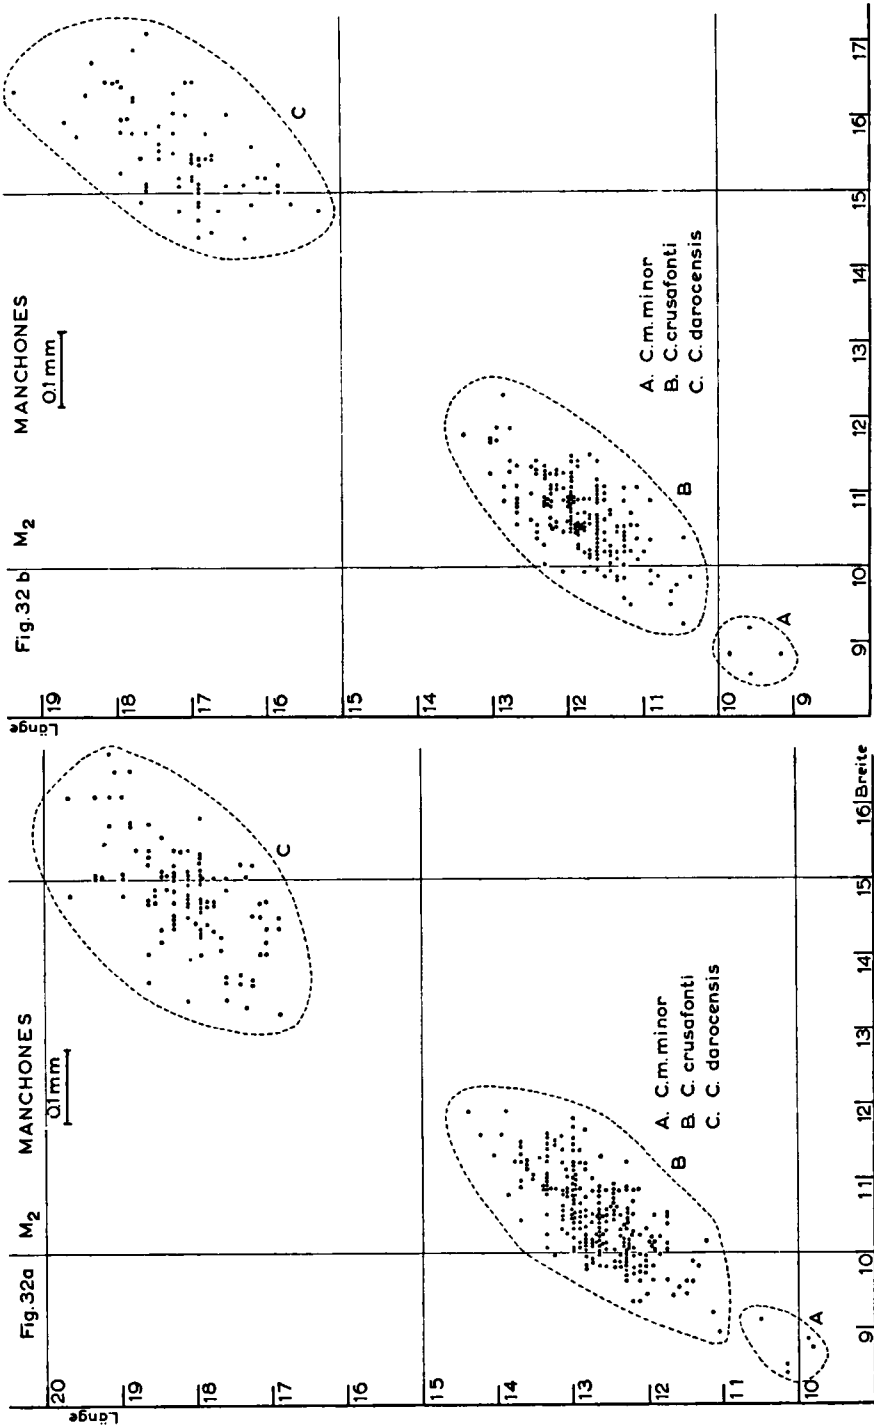 Fig.32a M2 MANCHONES
0.1 mm
Länge
20
19
18
17
16
15
14
13
12
11
10
C
B
A
A. C.m.minor
B. C. crusafonti
C. C. darocensis
9
10
11
12
13
14
15
16 Breite
Fig.32 b M2 MANCHONES
0.1 mm
Länge
19
18
17
16
15
14
13
12
11
10
9
C
B
A
A. C.m.minor
B. C.crusafonti
C. C.darocensis
9
10
11
12
13
14
15
16
17